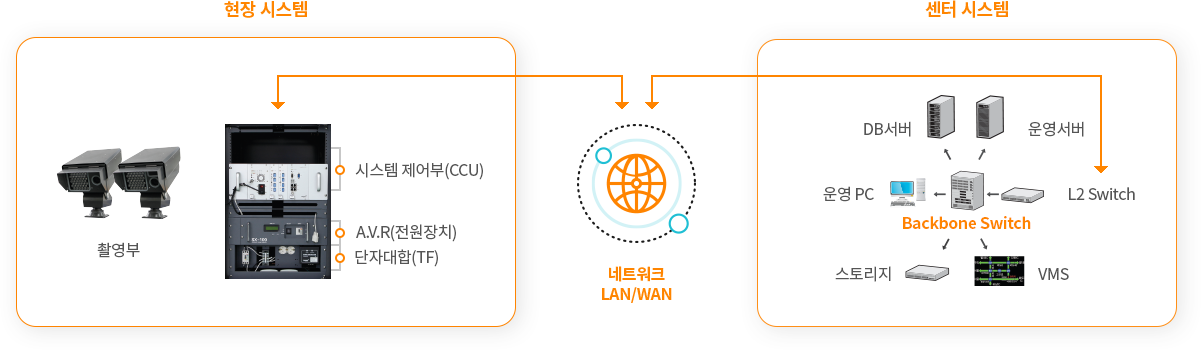 현장 시스템
센터 시스템
시스템 제어부(CCU)
A.V.R(전원장치)
단자대합(TF)
촬영부
네트워크
LAN/WAN
DB서버
운영서버
운영 PC
L2 Switch
Backbone Switch
스토리지
VMS